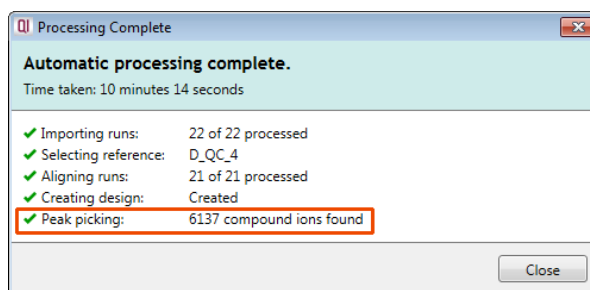 QI Processing Complete
Automatic processing complete.
Time taken: 10 minutes 14 seconds
Importing runs: 22 of 22 processed
Selecting reference: D_QC_4
Aligning runs: 21 of 21 processed
Creating design: Created
Peak picking: 6137 compound ions found
Close